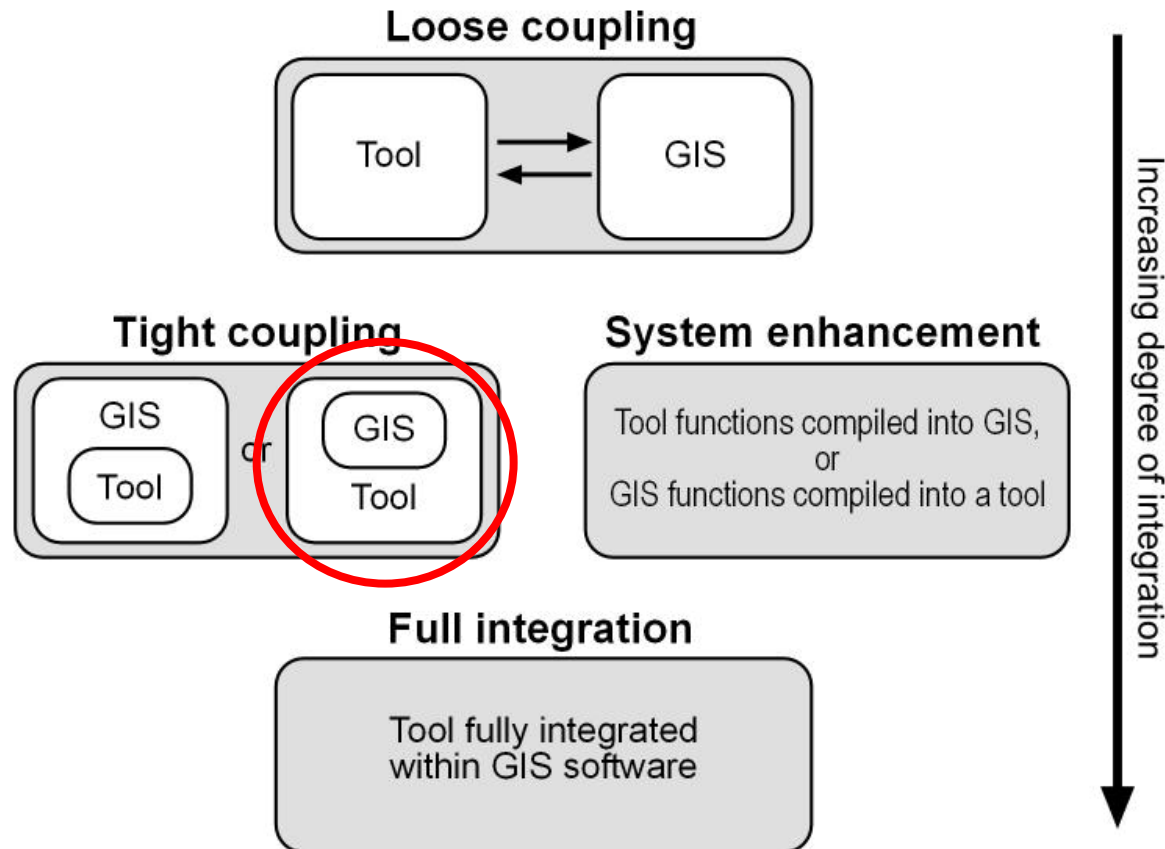 Loose coupling
Tool
GIS
Tight coupling
GIS
Tool
or
GIS
Tool
System enhancement
Tool functions compiled into GIS,
or
GIS functions compiled into a tool
Full integration
Tool fully integrated
within GIS software
Increasing degree of integration